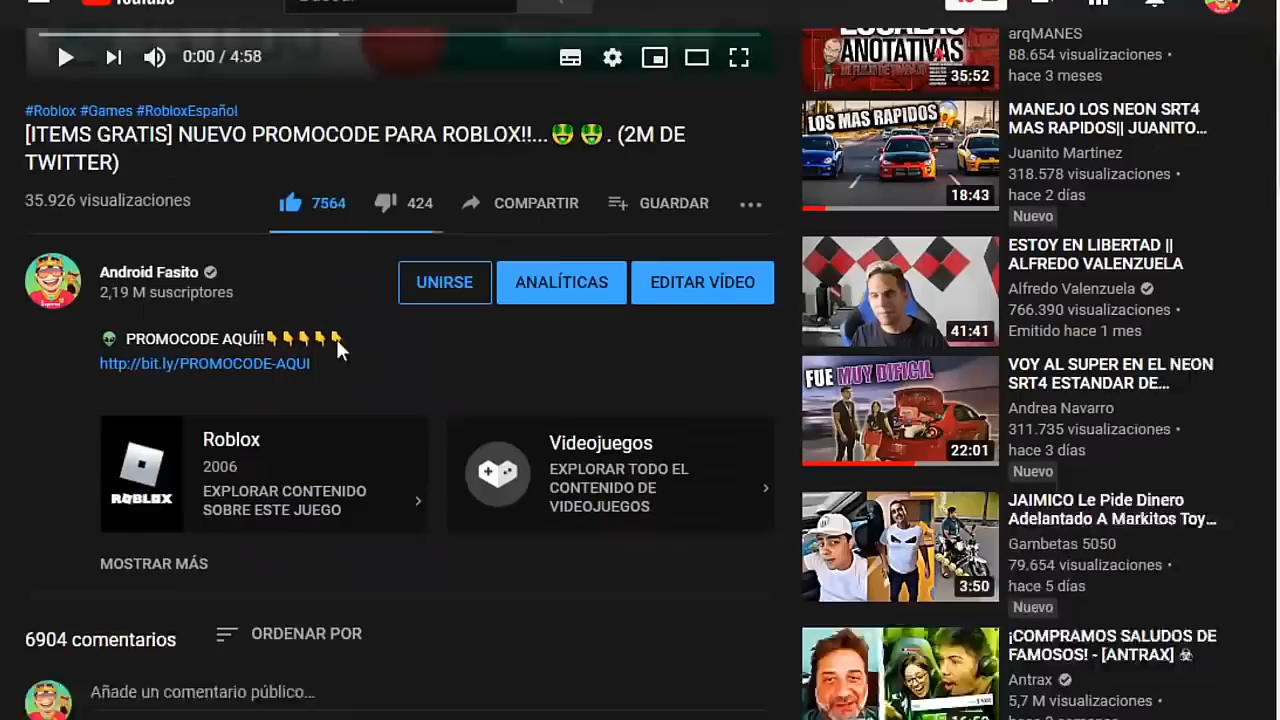 0:00 / 4:58
#Roblox #Games #RobloxEspañol
[ITEMS GRATIS] NUEVO PROMOCODE PARA ROBLOX!!...🤑 🤑 . (2M DE
TWITTER)
35.926 visualizaciones
7564
424
COMPARTIR
GUARDAR
Android Fasito
2,19 M suscriptores
UNIRSE
ANALÍTICAS
EDITAR VÍDEO
👽 PROMOCODE AQUÍ!!👇👇👇👇👇
http://bit.ly/PROMOCODE-AQUI
ROBLOX
Roblox
2006
EXPLORAR CONTENIDO
SOBRE ESTE JUEGO
Videojuegos
EXPLORAR TODO EL
CONTENIDO DE
VIDEOJUEGOS
MOSTRAR MÁS
6904 comentarios
ORDENAR POR
Añade un comentario público...
ANOTATIVAS
35:52
arqMANES
88.654 visualizaciones •
hace 3 meses
LOS MAS RAPIDOS
18:43
MANEJO LOS NEON SRT4
MAS RAPIDOS|| JUANITO...
Juanito Martinez
318.578 visualizaciones •
hace 2 días
Nuevo
41:41
ESTOY EN LIBERTAD ||
ALFREDO VALENZUELA
Alfredo Valenzuela
766.390 visualizaciones •
Emitido hace 1 mes
FUE MUY DIFICIL
22:01
VOY AL SUPER EN EL NEON
SRT4 ESTANDAR DE...
Andrea Navarro
311.735 visualizaciones •
hace 3 días
Nuevo
3:50
JAIMICO Le Pide Dinero
Adelantado A Markitos Toy...
Gambetas 5050
79.654 visualizaciones •
hace 5 días
Nuevo
¡COMPRAMOS SALUDOS DE
FAMOSOS! - [ANTRAX] ☠
Antrax
5,7 M visualizaciones •